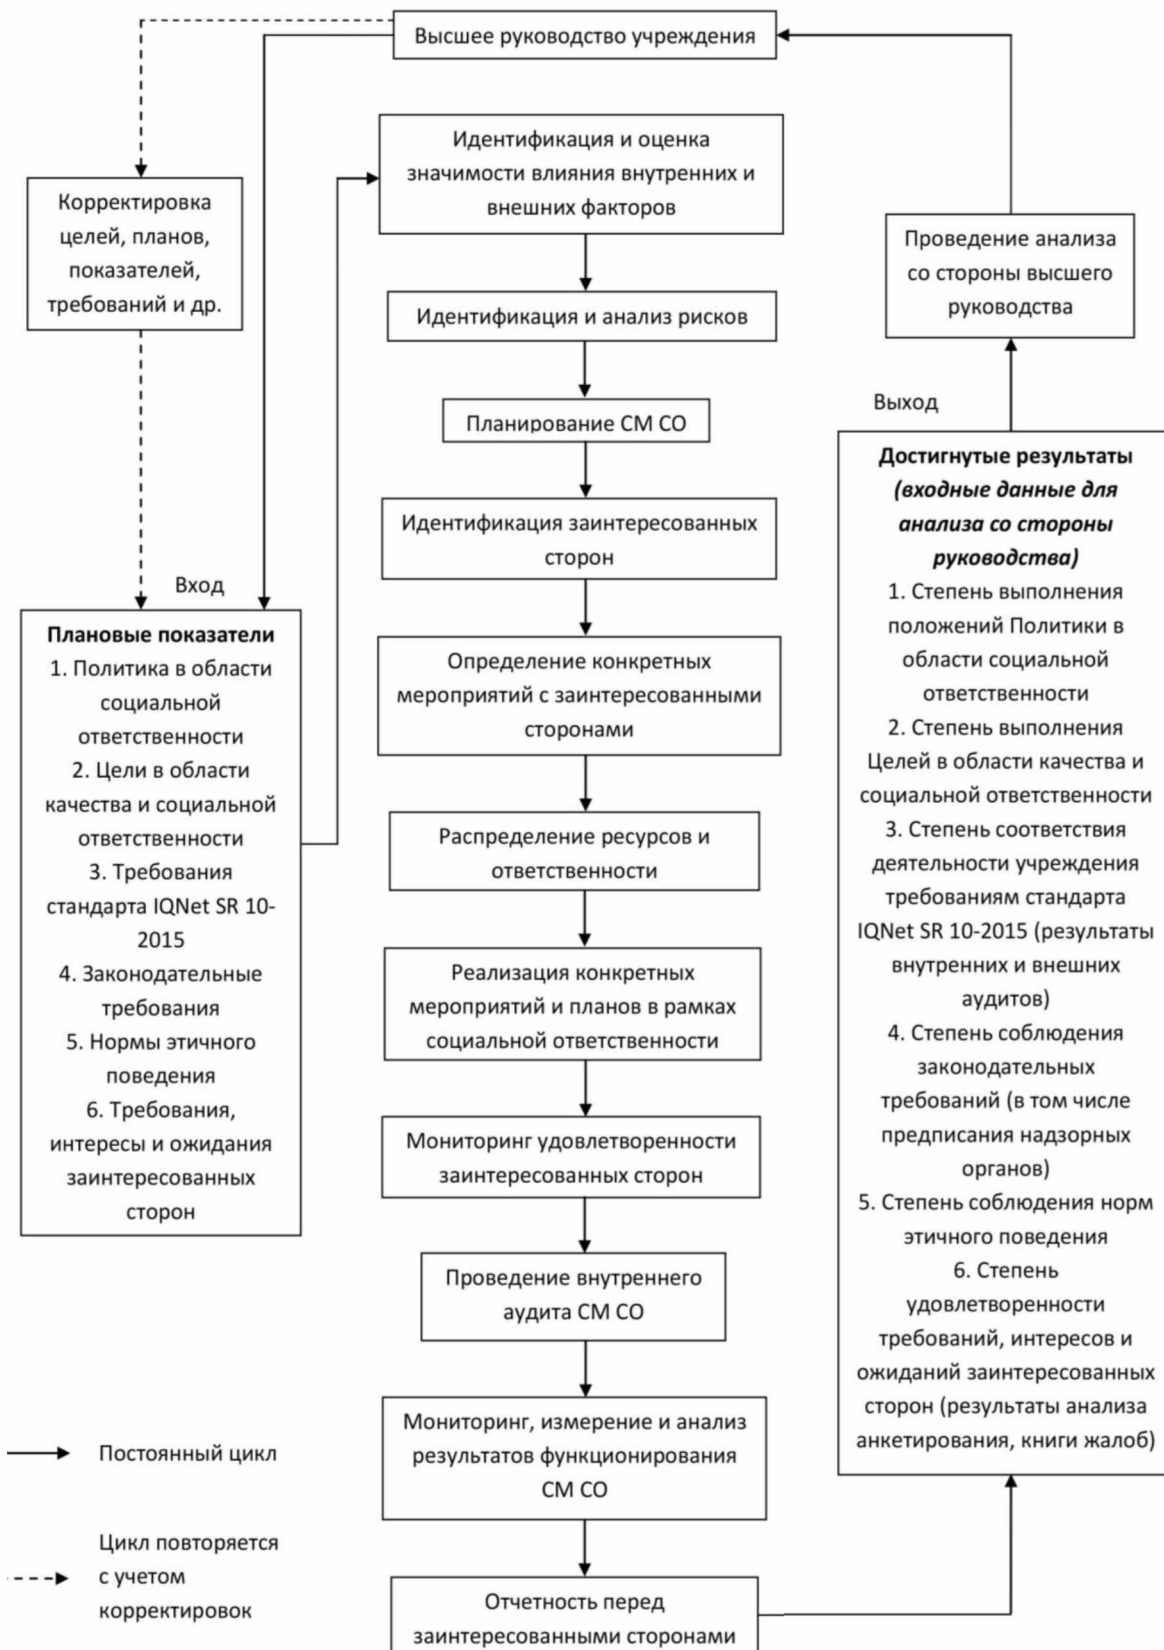 Высшее руководство учреждения
Корректировка
целей, планов,
показателей,
требований и др.
Вход
Плановые показатели
1. Политика в области
социальной
ответственности
2. Цели в области
качества и социальной
ответственности
3. Требования
стандарта IQNet SR 10-
2015
4. Законодательные
требования
5. Нормы этичного
поведения
6. Требования,
интересы и ожидания
заинтересованных
сторон
Идентификация и оценка
значимости влияния внутренних и
внешних факторов
Идентификация и анализ рисков
Планирование СМ СО
Идентификация заинтересованных
сторон
Определение конкретных
мероприятий с заинтересованными
сторонами
Распределение ресурсов и
ответственности
Реализация конкретных
мероприятий и планов в рамках
социальной ответственности
Мониторинг удовлетворенности
заинтересованных сторон
Проведение внутреннего
аудита СМ СО
Мониторинг, измерение и анализ
результатов функционирования
СМ СО
Отчетность перед
заинтересованными сторонами
Проведение анализа
со стороны высшего
руководства
Выход
Достигнутые результаты
(входные данные для
анализа со стороны
руководства)
1. Степень выполнения
положений Политики в
области социальной
ответственности
2. Степень выполнения
Целей в области качества и
социальной ответственности
3. Степень соответствия
деятельности учреждения
требованиям стандарта
IQNet SR 10-2015 (результаты
внутренних и внешних
аудитов)
4. Степень соблюдения
законодательных
требований (в том числе
предписания надзорных
органов)
5. Степень соблюдения норм
этичного поведения
6. Степень
удовлетворенности
требований, интересов и
ожиданий заинтересованных
сторон (результаты анализа
анкетирования, книги жалоб)
Постоянный цикл
Цикл повторяется
с учетом
корректировок